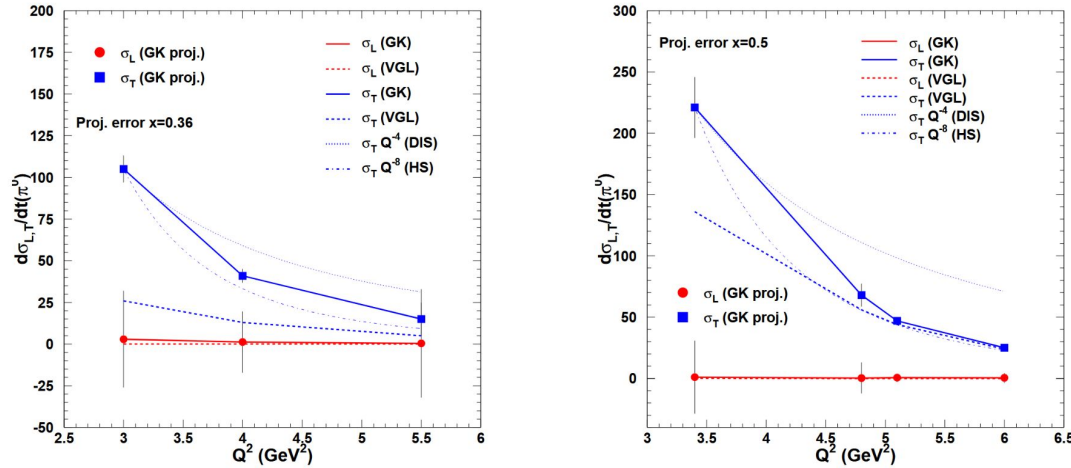 200
175
150
125
100
75
50
25
0
-25
-50
dσL,T/dt(π0)
σL (GK proj.)
σT (GK proj.)
Proj. error x=0.36
σL (GK)
σL (VGL)
σT (GK)
σT (VGL)
σT Q-4 (DIS)
σT Q-8 (HS)
2.5 3 3.5 4 4.5 5 5.5 6
Q2 (GeV2)
300
250
200
150
100
50
0
dσL,T/dt(π0)
Proj. error x=0.5
σL (GK)
σT (GK)
σL (VGL)
σT (VGL)
σT Q-4 (DIS)
σT Q-8 (HS)
σL (GK proj.)
σT (GK proj.)
3 3.5 4 4.5 5 5.5 6 6.5
Q2 (GeV2)